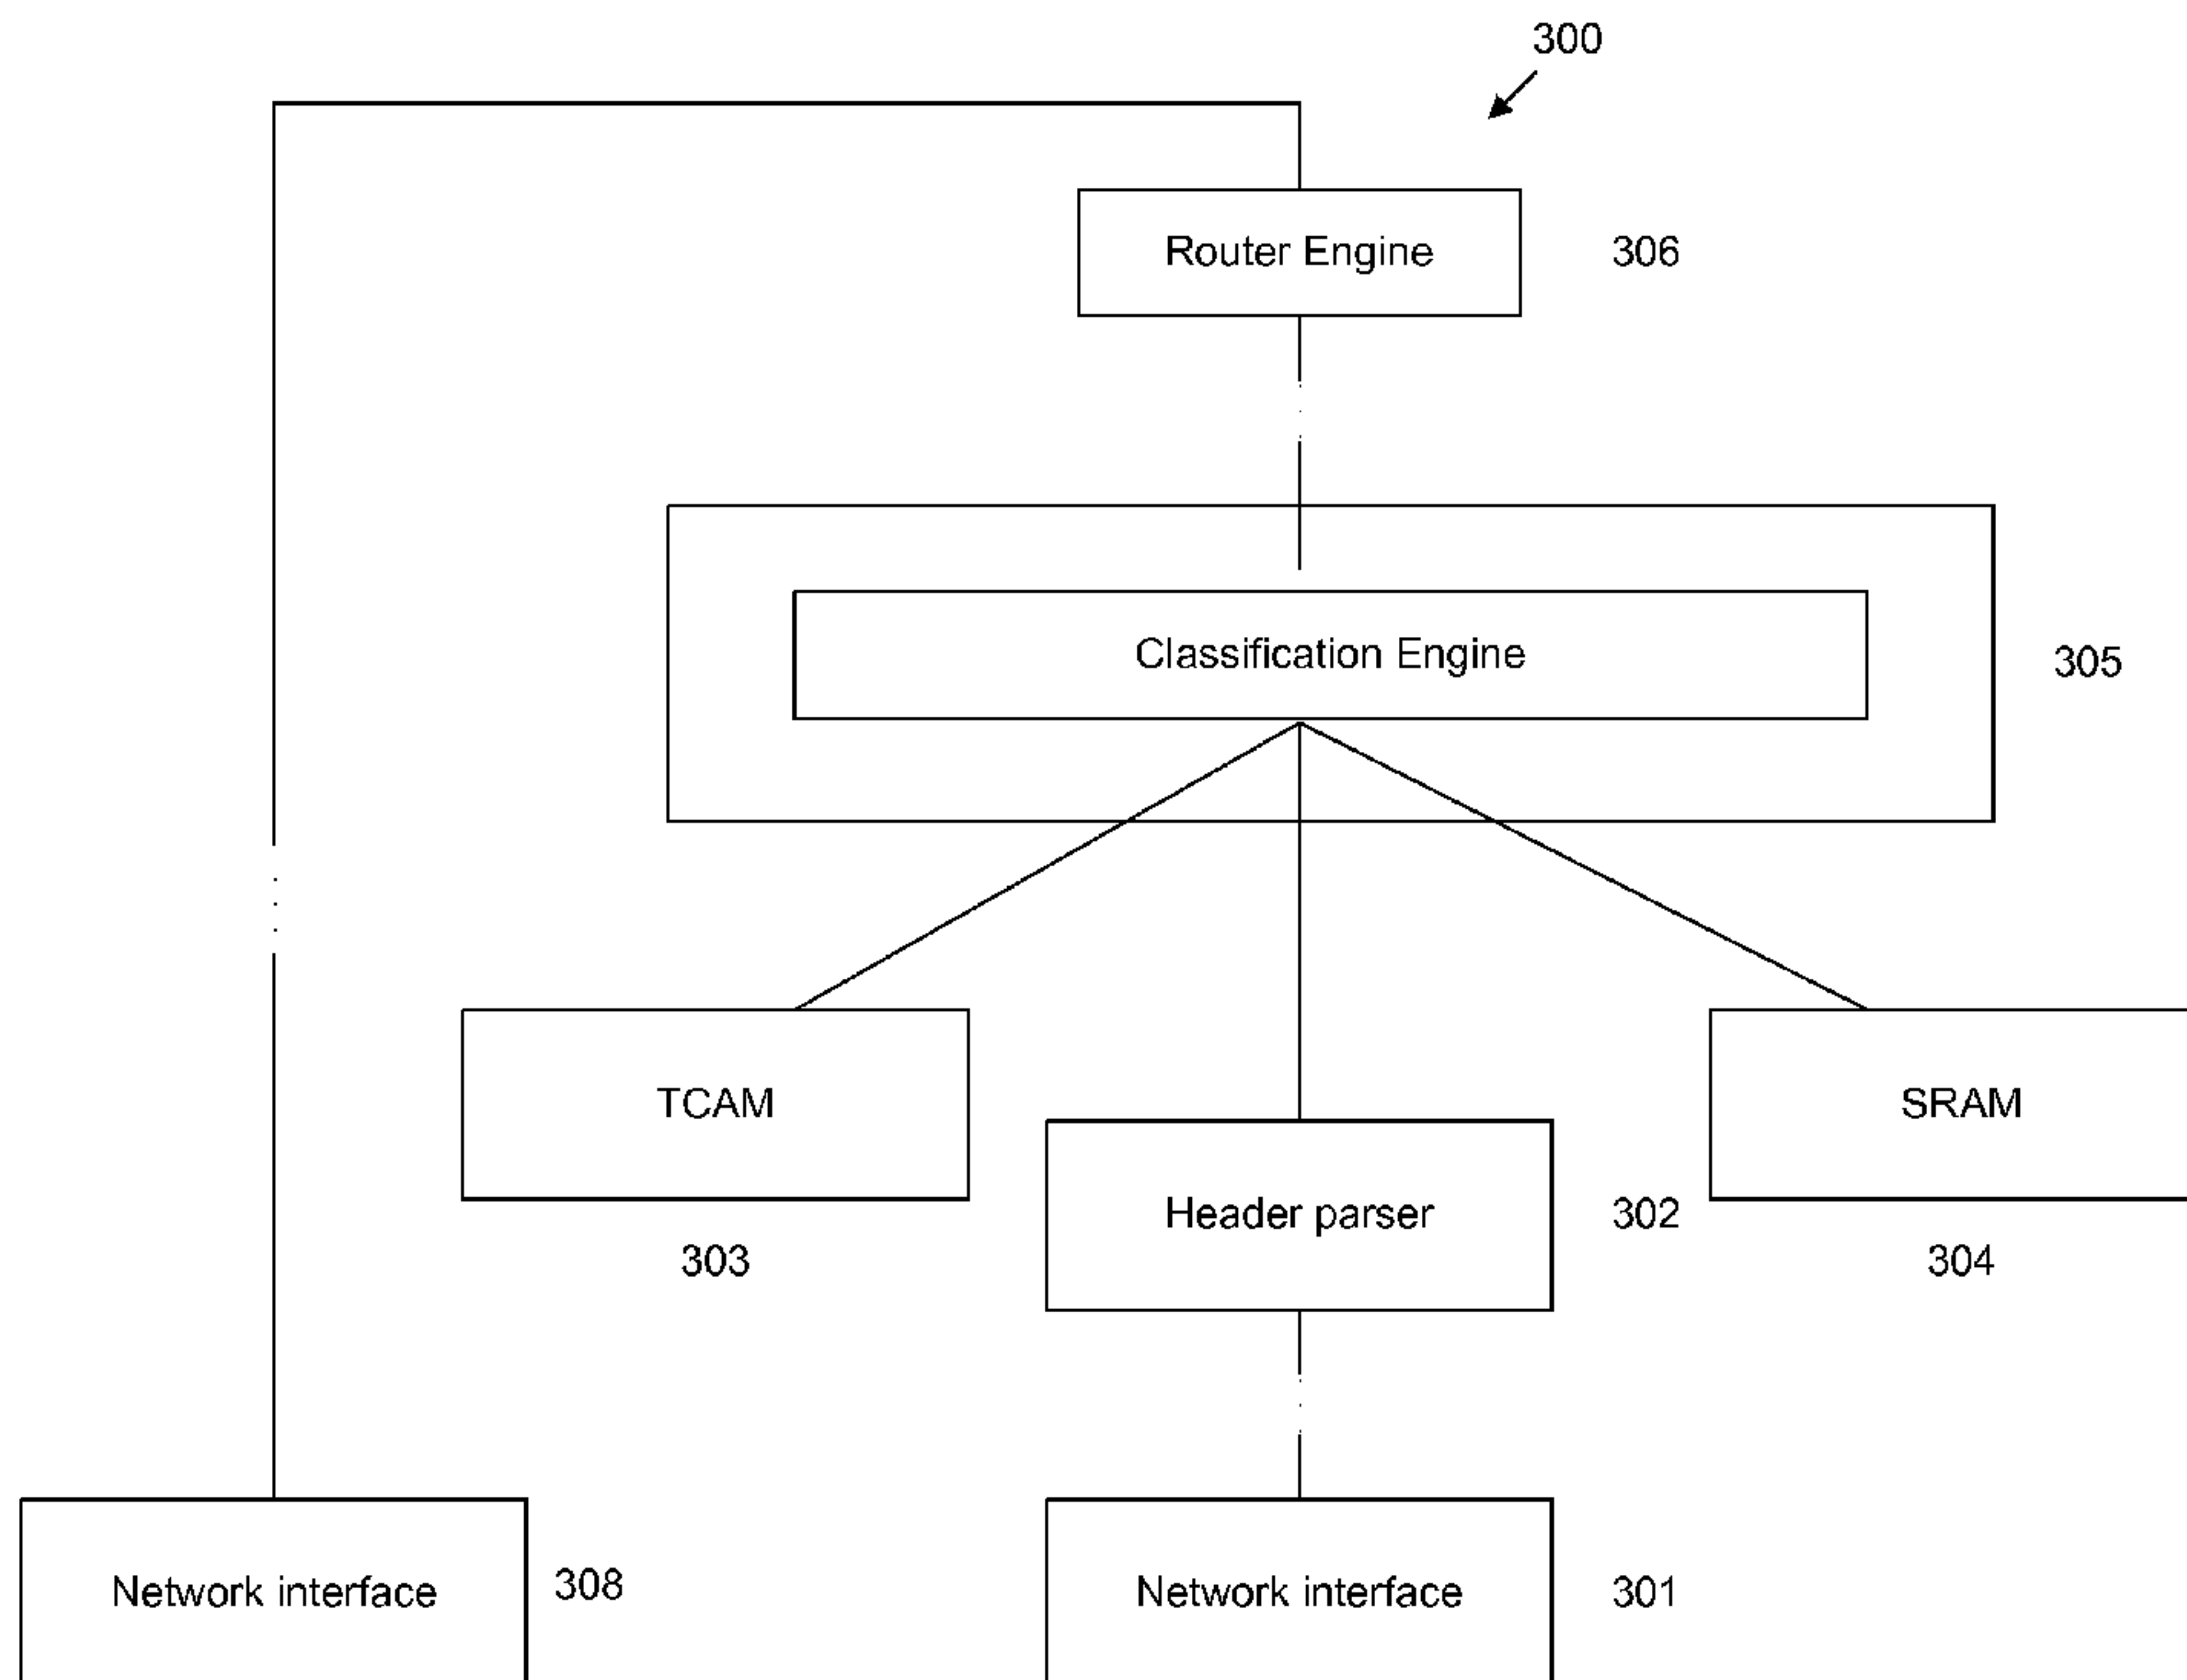 300
Router Engine
306
Classification Engine
305
TCAM
SRAM
Header parser
302
303
304
Network interface
308
Network interface
301